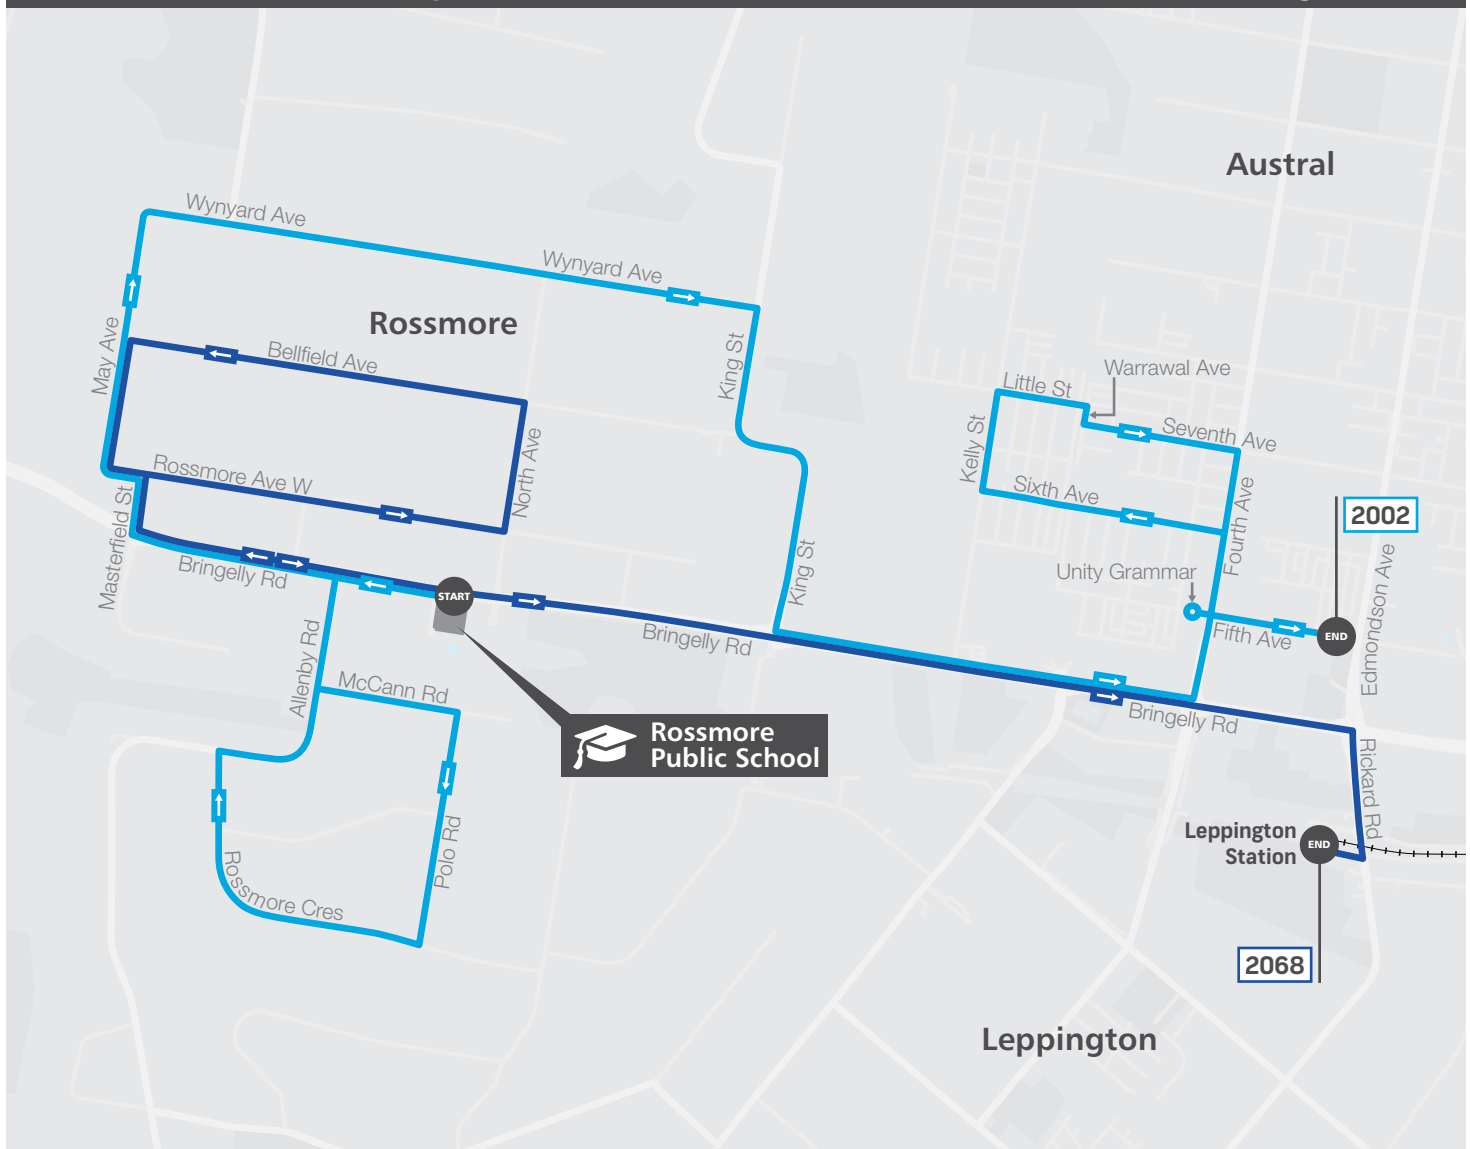 Austral
Wynyard Ave
Wynyard Ave
Rossmore
May Ave
Bellfield Ave
King St
Warrawal Ave
Little St
Seventh Ave
Kelly St
Sixth Ave
Fourth Ave
2002
North Ave
Rossmore Ave W
Masterfield St
Bringelly Rd
START
King St
Unity Grammar
Fifth Ave
END
Edmondson Ave
Bringelly Rd
Allenby Rd
McCann Rd
Rossmore
Public School
Bringelly Rd
Rickard Rd
Leppington
Station
END
Polo Rd
Rossmore Cres
2068
Leppington